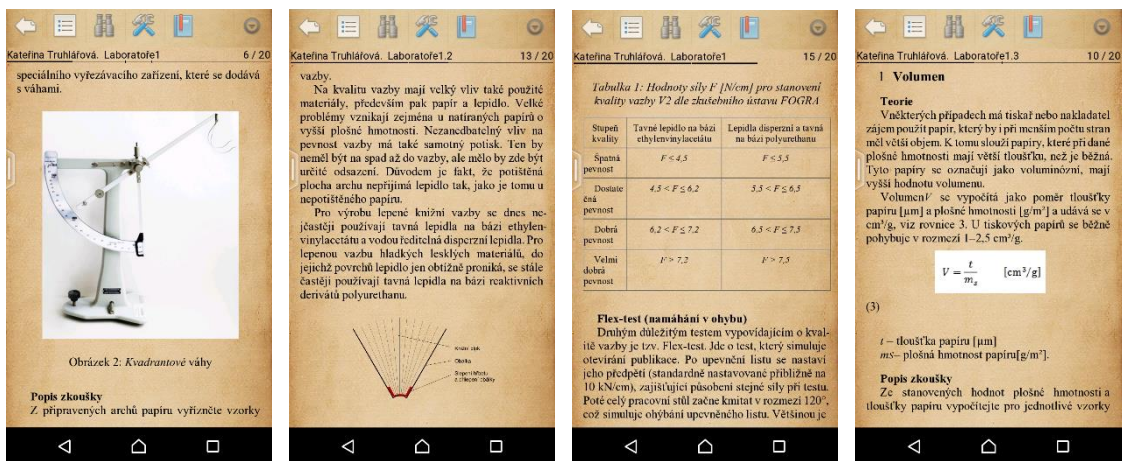 Kateřina Truhlářová. Laboratoře1 6 / 20
speciálního vyřezávacího zařízení, které se dodává
s váhami.
Obrázek 2: Kvadrantové váhy
Popis zkoušky
Z připravených archů papíru vyřízněte vzorky
Kateřina Truhlářová. Laboratoře1.2 13 / 20
vazby.
Na kvalitu vazby mají velký vliv také použité
materiály, především pak papír a lepidlo. Velké
problémy vznikají zejména u natíraných papírů o
vyšší plošné hmotnosti. Nezanedbatelný vliv na
pevnost vazby má také samotný potisk. Ten by
neměl být na spad až do vazby, ale mělo by zde být
určité odsazení. Důvodem je fakt, že potištěná
plocha archu nepřijímá lepidlo tak, jako je tomu u
nepotištěného papíru.
Pro výrobu lepené knižní vazby se dnes ne-
jčastěji používají tavná lepidla na bázi ethylen-
vinylacetátu a vodou ředitelná disperzní lepidla. Pro
lepenou vazbu hladkých lesklých materiálů, do
jejichž povrchů lepidlo jen obtížně proniká, se stále
častěji používají tavná lepidla na bázi reaktivních
derivátů polyurethanu.
Knižní blok
Obálka
Kateřina Truhlářová. Laboratoře1 15 / 20
Tabulka 1: Hodnoty síly F [N/cm] pro stanovení
kvality vazby V2 dle zkušebního ústavu FOGRA
Stupeň kvality Tavné lepidlo na bázi ethylenvinylacetátu Lepidla disperzní a tavná na bázi polyurethanu
Špatná pevnost F ≤ 4,5 F ≤ 5,5
Dostate čná pevnost 4,5 < F ≤ 6,2 5,5 < F ≤ 6,5
Dobrá pevnost 6,2 < F ≤ 7,2 6,5 < F ≤ 7,5
Velmi dobrá pevnost F > 7,2 F > 7,5
Flex-test (namáhání v ohybu)
Druhým důležitým testem vypovídajícím o kval-
itě vazby je tzv. Flex-test. Jde o test, který simuluje
otevírání publikace. Po upevnění listu se nastaví
jeho předpětí (standardně nastavované přibližně na
10 kN/cm), zajišťující působení stejné síly při testu.
Poté celý pracovní stůl začne kmitat v rozmezí 120°,
což simuluje ohýbání upevněného listu. Většinou je
Kateřina Truhlářová. Laboratoře1.3 10 / 20
1 Volumen
Teorie
Vněkterých případech má tiskař nebo nakladatel
zájem použít papír, který by i při menším počtu stran
měl větší objem. K tomu slouží papíry, které při dané
plošné hmotnosti mají větší tloušťku, než je běžná.
Tyto papíry se označují jako voluminózní, mají
vyšší hodnotu volumenu.
VolumenV se vypočítá jako poměr tloušťky
papíru [µm] a plošné hmotnosti [g/m²] a udává se v
cm³/g, viz rovnice 3. U tiskových papírů se běžně
pohybuje v rozmezí 1–2,5 cm³/g.
V = t / ms [cm³/g]
(3)
t – tloušťka papíru [µm]
ms– plošná hmotnost papíru[g/m²].
Popis zkoušky
Ze stanovených hodnot plošné hmotnosti a
tloušťky papíru vypočítejte pro jednotlivé vzorky